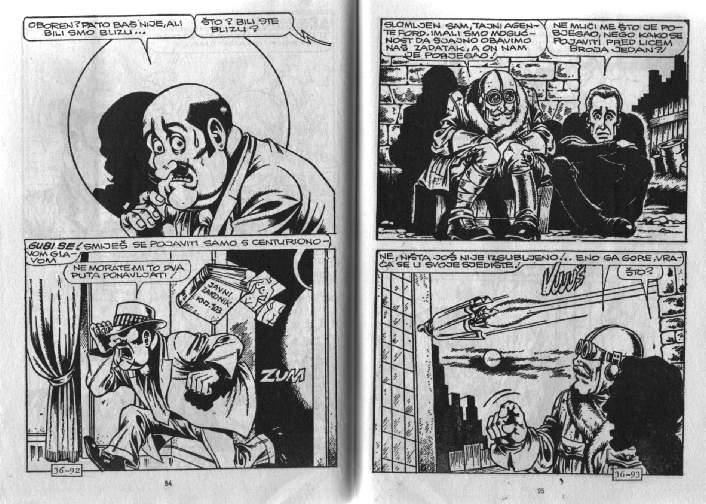 OBOREN? PA TO BAŠ NIJE, ALI
BILI SMO BLIZU...
ŠTO? BILI STE
BLIZU?
GUBI SE! SMIJEŠ SE POJAVITI SAMO S CENTURIONO-
VOM GLA-
VOM
NE MORATE MI TO DVA
PUTA PONAVLJATI!
JAVNI
ZAKONIK
KNJ. 18
ZUM
36-92
94
SLOMLJEN SAM, TAJNI AGEN-
TE FORD. IMALI SMO MOGUĆ-
NOST DA SJAJNO OBAVIMO
NAŠ ZADATAK, A ON NAM
JE POBJEGAO!
NE MUČI ME ŠTO JE PO-
BJEGAO, NEGO KAKO SE
POJAVITI PRED LICEM
BROJA JEDAN?!
NE, NIŠTA JOŠ NIJE IZGUBLJENO!... ENO GA GORE, VRA-
ĆA SE U SVOJE SJEDIŠTE!
ŠTO?
36-93
95